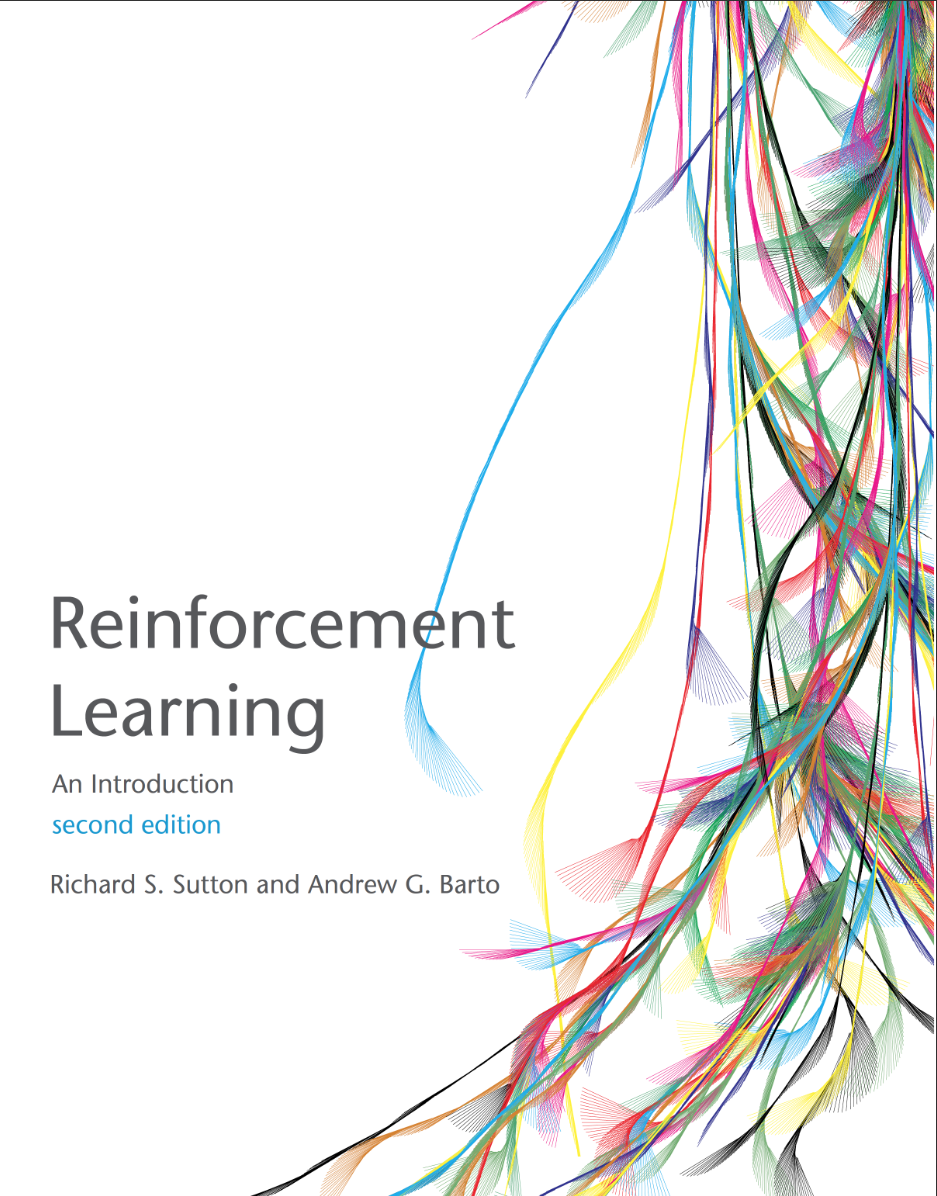 Reinforcement
Learning
An Introduction
second edition
Richard S. Sutton and Andrew G. Barto